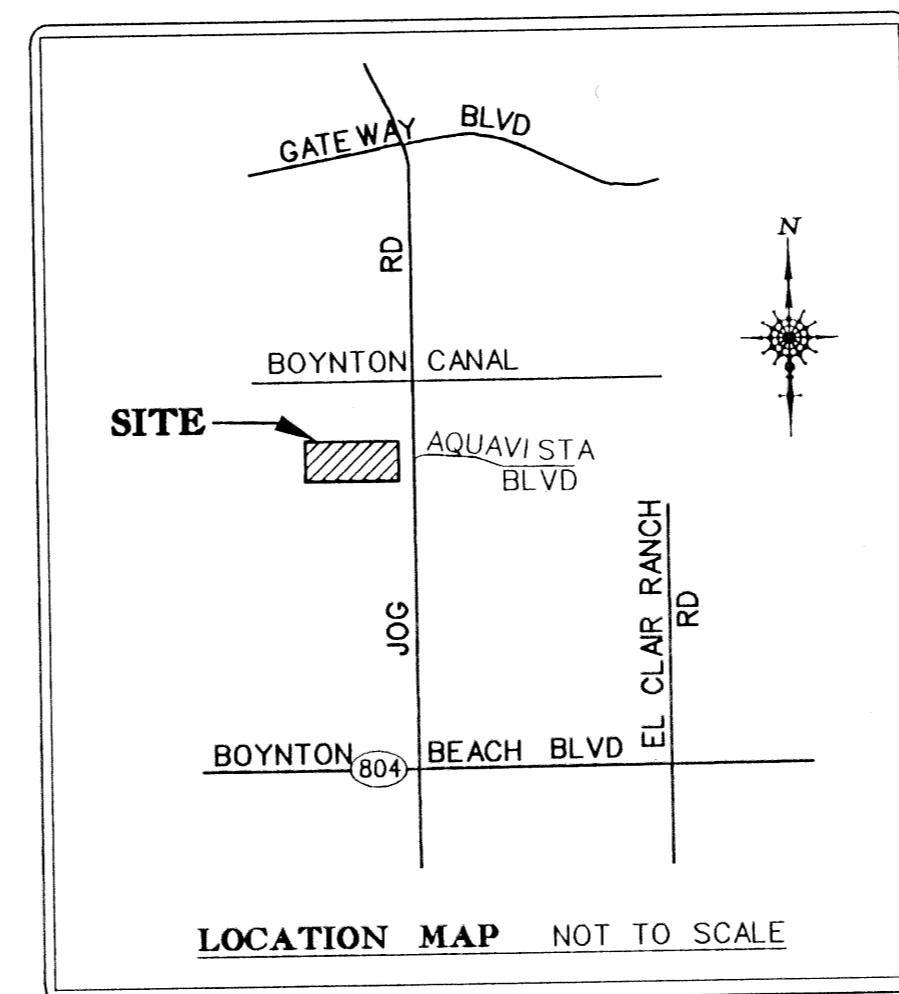 GATEWAY BLVD
N
RD
BOYNTON CANAL
SITE
AQUAVISTA
BLVD
EL CLAIR RANCH
RD
JOG
BOYNTON 804 BEACH BLVD
LOCATION MAP NOT TO SCALE